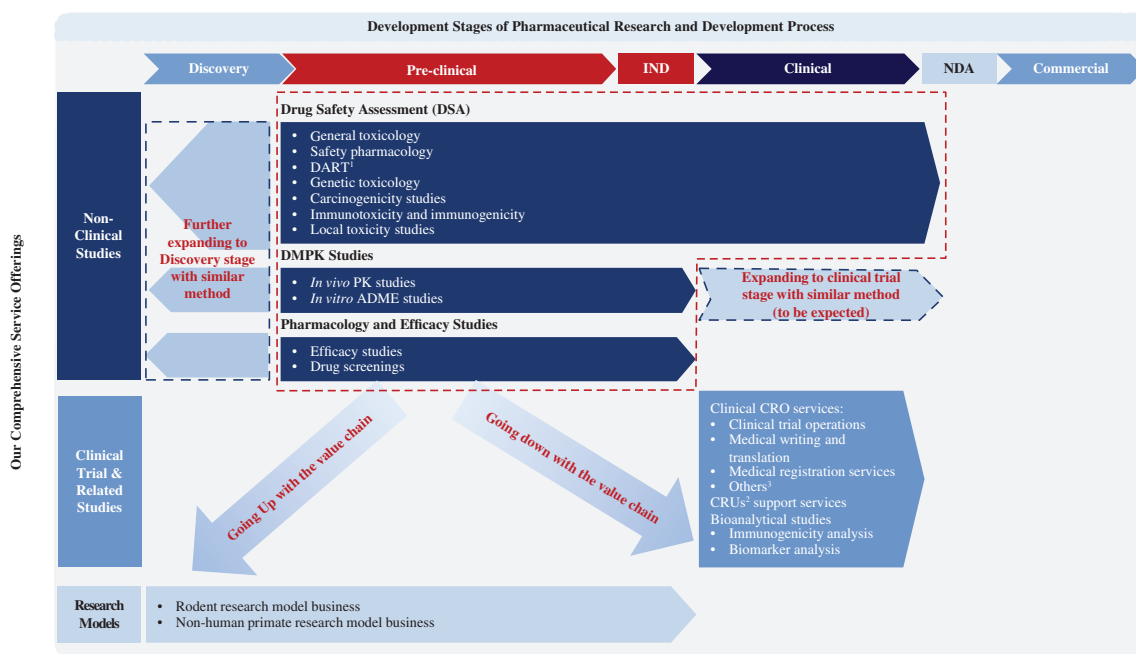 Development Stages of Pharmaceutical Research and Development Process
Discovery
Pre-clinical
IND
Clinical
NDA
Commercial
Our Comprehensive Service Offerings
Non-
Clinical
Studies
Further
expanding to
Discovery stage
with similar
method
Drug Safety Assessment (DSA)
• General toxicology
• Safety pharmacology
• DART¹
• Genetic toxicology
• Carcinogenicity studies
• Immunotoxicity and immunogenicity
• Local toxicity studies
DMPK Studies
• In vivo PK studies
• In vitro ADME studies
Expanding to clinical trial
stage with similar method
(to be expected)
Pharmacology and Efficacy Studies
• Efficacy studies
• Drug screenings
Clinical
Trial &
Related
Studies
Going Up with the value chain
Going down with the value chain
Clinical CRO services:
• Clinical trial operations
• Medical writing and
translation
• Medical registration services
• Others³
CRUs² support services
Bioanalytical studies
• Immunogenicity analysis
• Biomarker analysis
Research
Models
• Rodent research model business
• Non-human primate research model business